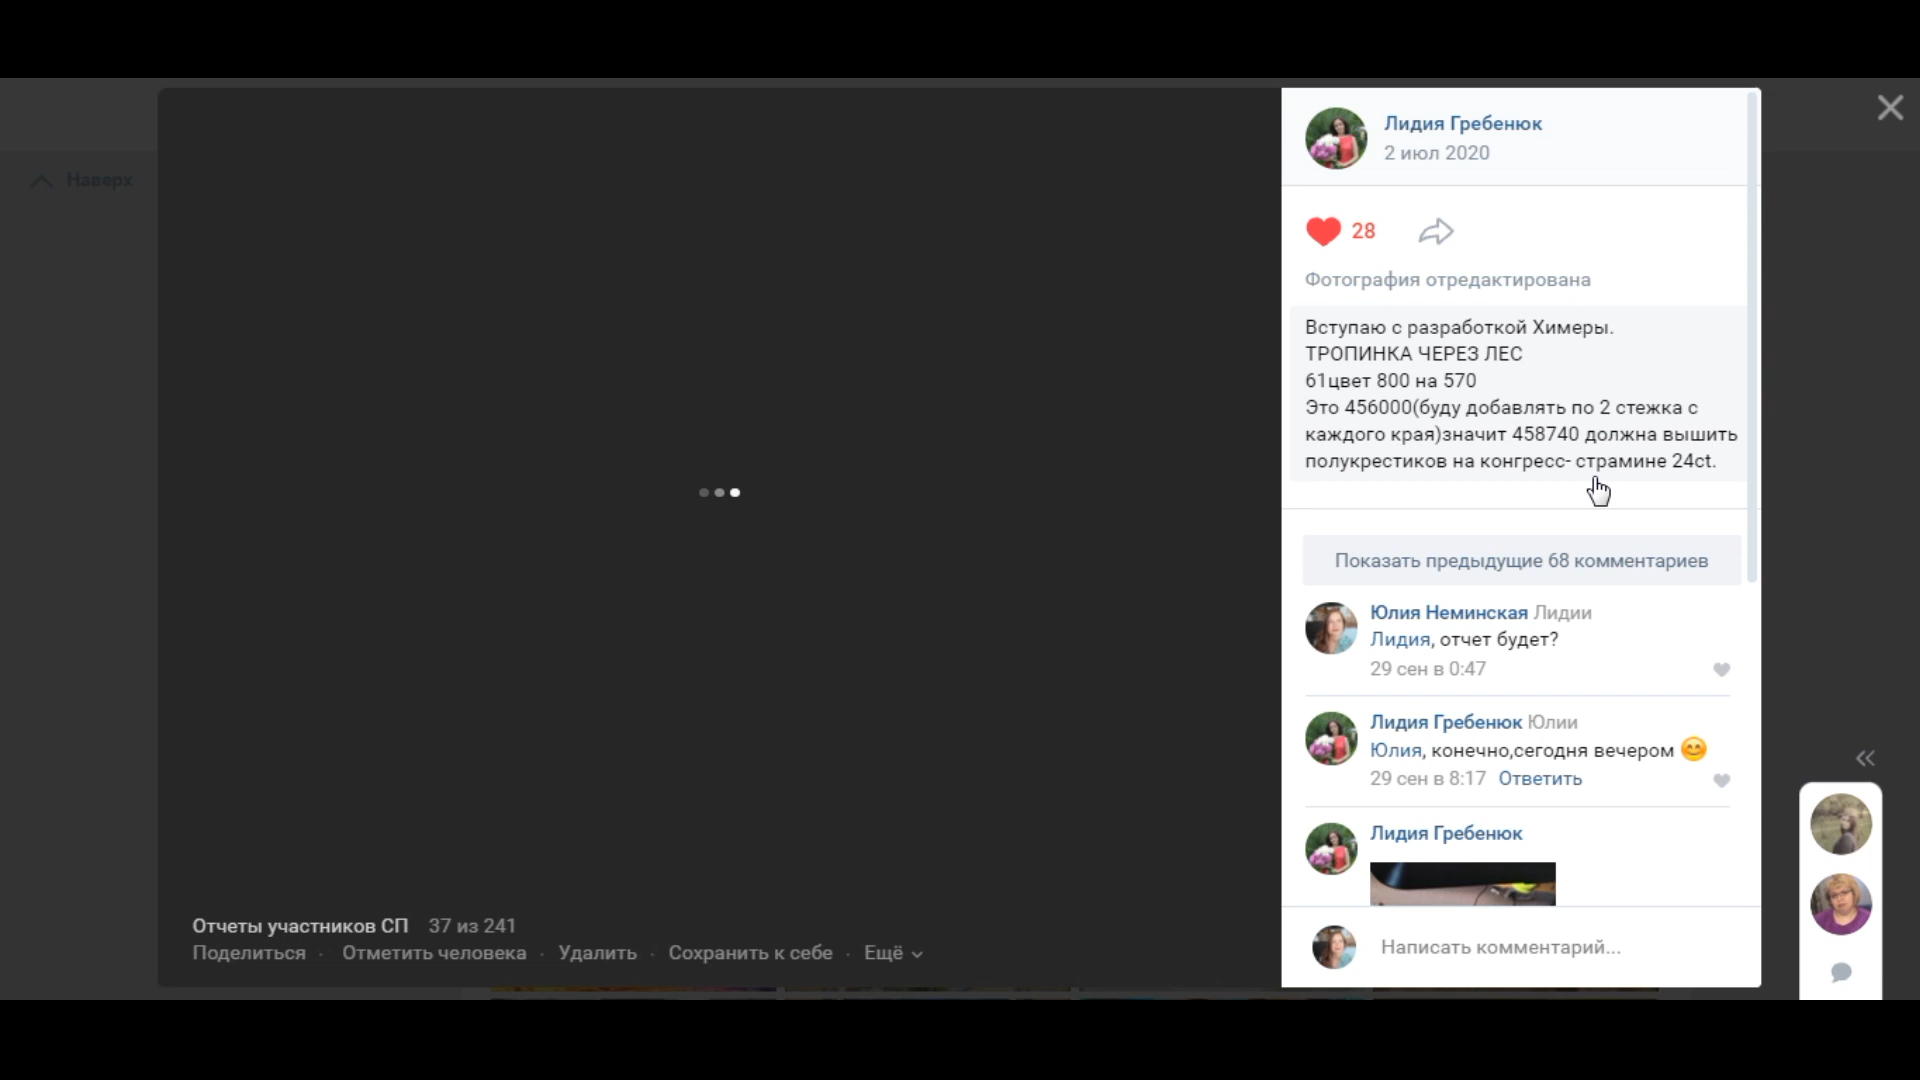 Наверх
Лидия Гребенюк
2 июл 2020
28
Фотография отредактирована
Вступаю с разработкой Химеры.
ТРОПИНКА ЧЕРЕЗ ЛЕС
61цвет 800 на 570
Это 456000(буду добавлять по 2 стежка с
каждого края)значит 458740 должна вышить
полукрестиков на конгресс- страмине 24ct.
Показать предыдущие 68 комментариев
Юлия Неминская Лидии
Лидия, отчет будет?
29 сен в 0:47
Лидия Гребенюк Юлии
Юлия, конечно,сегодня вечером 😊
29 сен в 8:17 Ответить
Лидия Гребенюк
Написать комментарий...
Отчеты участников СП 37 из 241
Поделиться · Отметить человека · Удалить · Сохранить к себе · Ещё